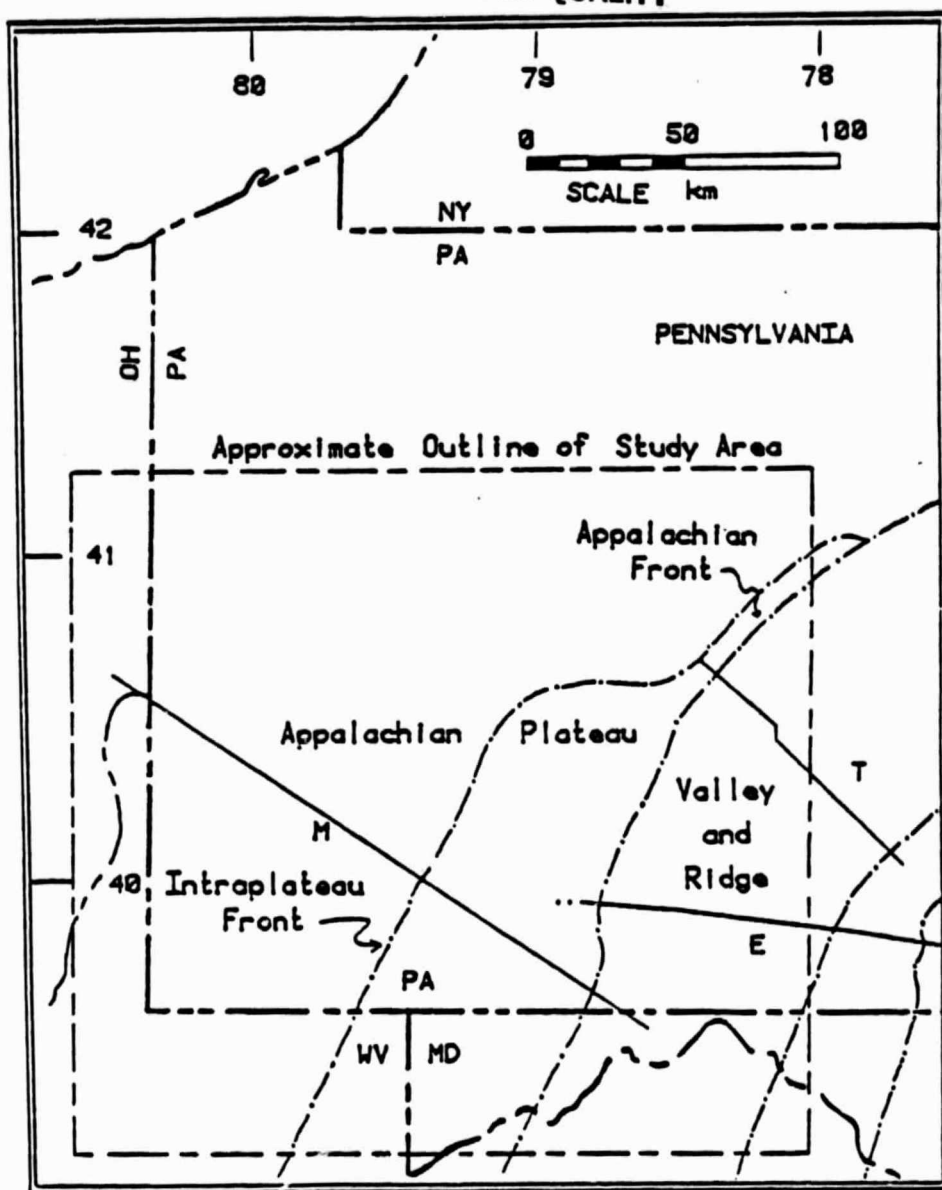 80
79
78
0 50 100
SCALE km
42
NY
PA
OH
PA
PENNSYLVANIA
Approximate Outline of Study Area
41
Appalachian
Front
Appalachian Plateau
T
Valley
and
Ridge
M
40
Intraplateau
Front
E
PA
WV
MD